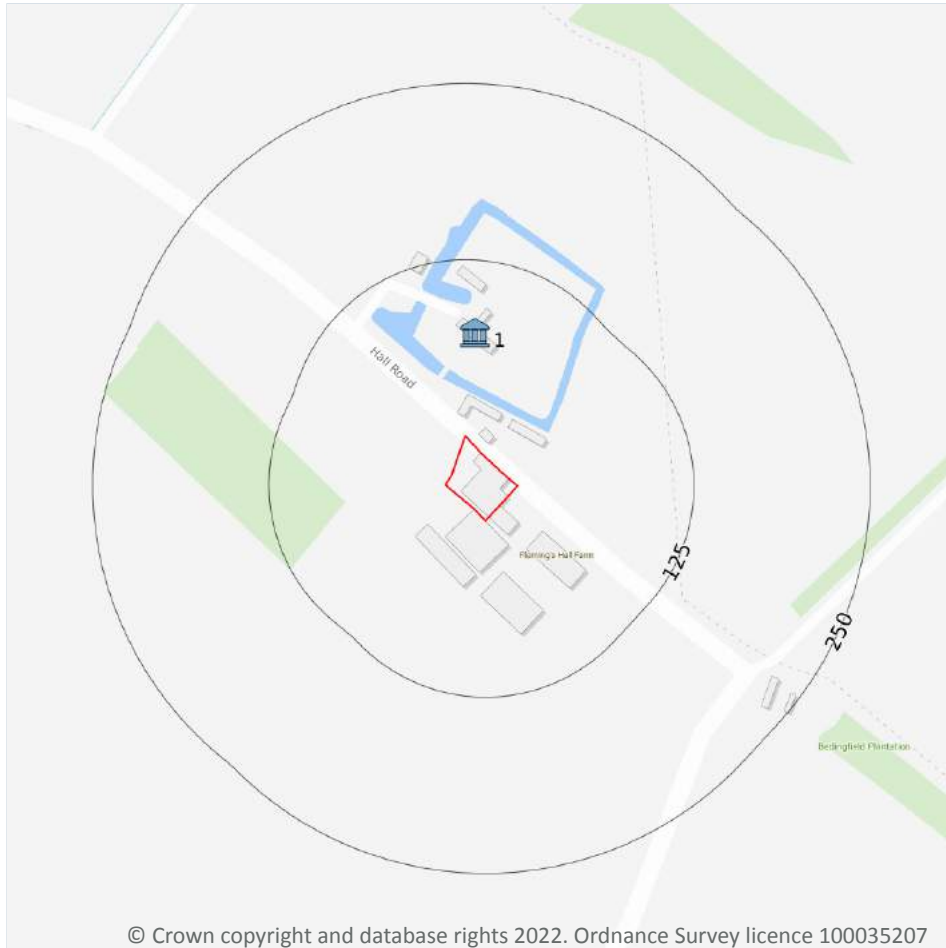 1
Hall Road
Fleming's Hall Farm
125
250
Bedingfield Plantation
© Crown copyright and database rights 2022. Ordnance Survey licence 100035207